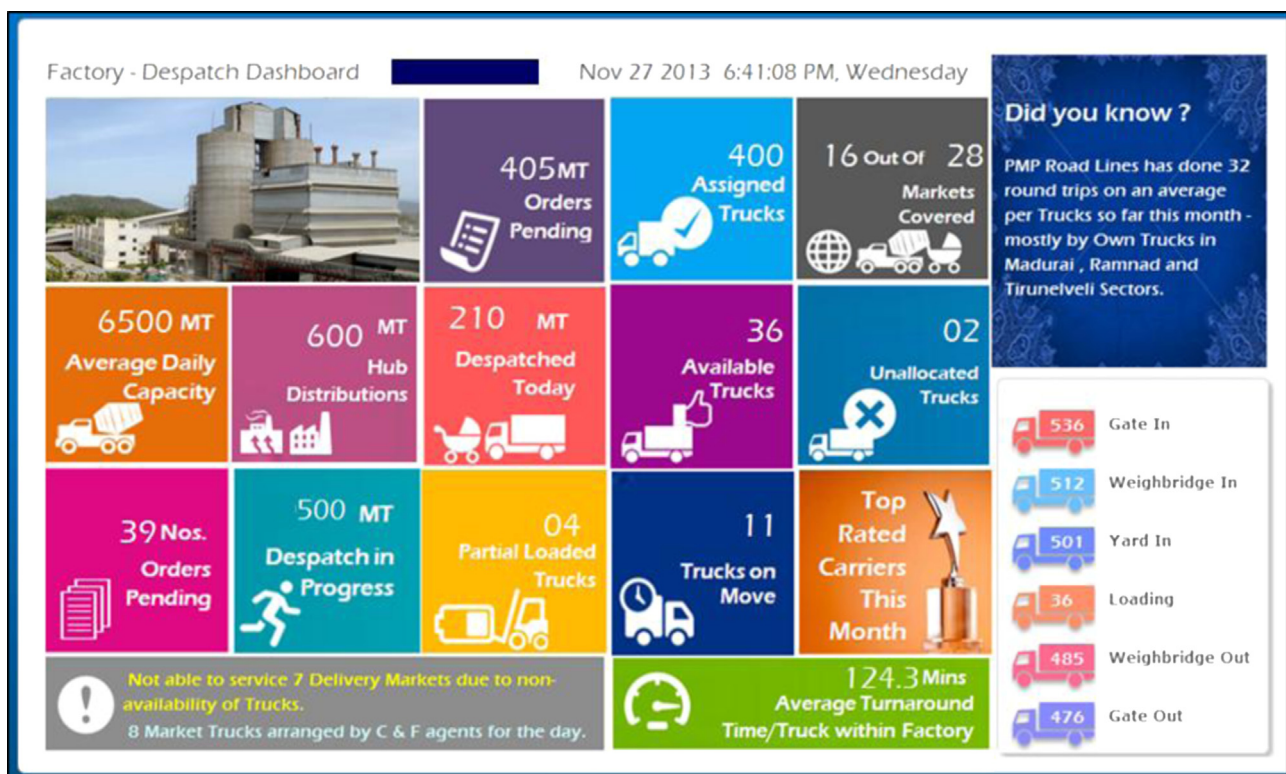 Factory - Despatch Dashboard
Nov 27 2013 6:41:08 PM, Wednesday
405MT
Orders
Pending
400
Assigned
Trucks
16 Out Of 28
Markets
Covered
Did you know ?
PMP Road Lines has done 32
round trips on an average
per Trucks so far this month -
mostly by Own Trucks in
Madurai , Ramnad and
Tirunelveli Sectors.
6500 MT
Average Daily
Capacity
600 MT
Hub
Distributions
210 MT
Despatched
Today
36
Available
Trucks
02
Unallocated
Trucks
39 Nos.
Orders
Pending
500 MT
Despatch in
Progress
04
Partial Loaded
Trucks
11
Trucks on
Move
Top
Rated
Carriers
This
Month
536 Gate In
512 Weighbridge In
501 Yard In
36 Loading
485 Weighbridge Out
476 Gate Out
Not able to service 7 Delivery Markets due to non-
availability of Trucks.
8 Market Trucks arranged by C & F agents for the day.
124.3 Mins
Average Turnaround
Time/Truck within Factory